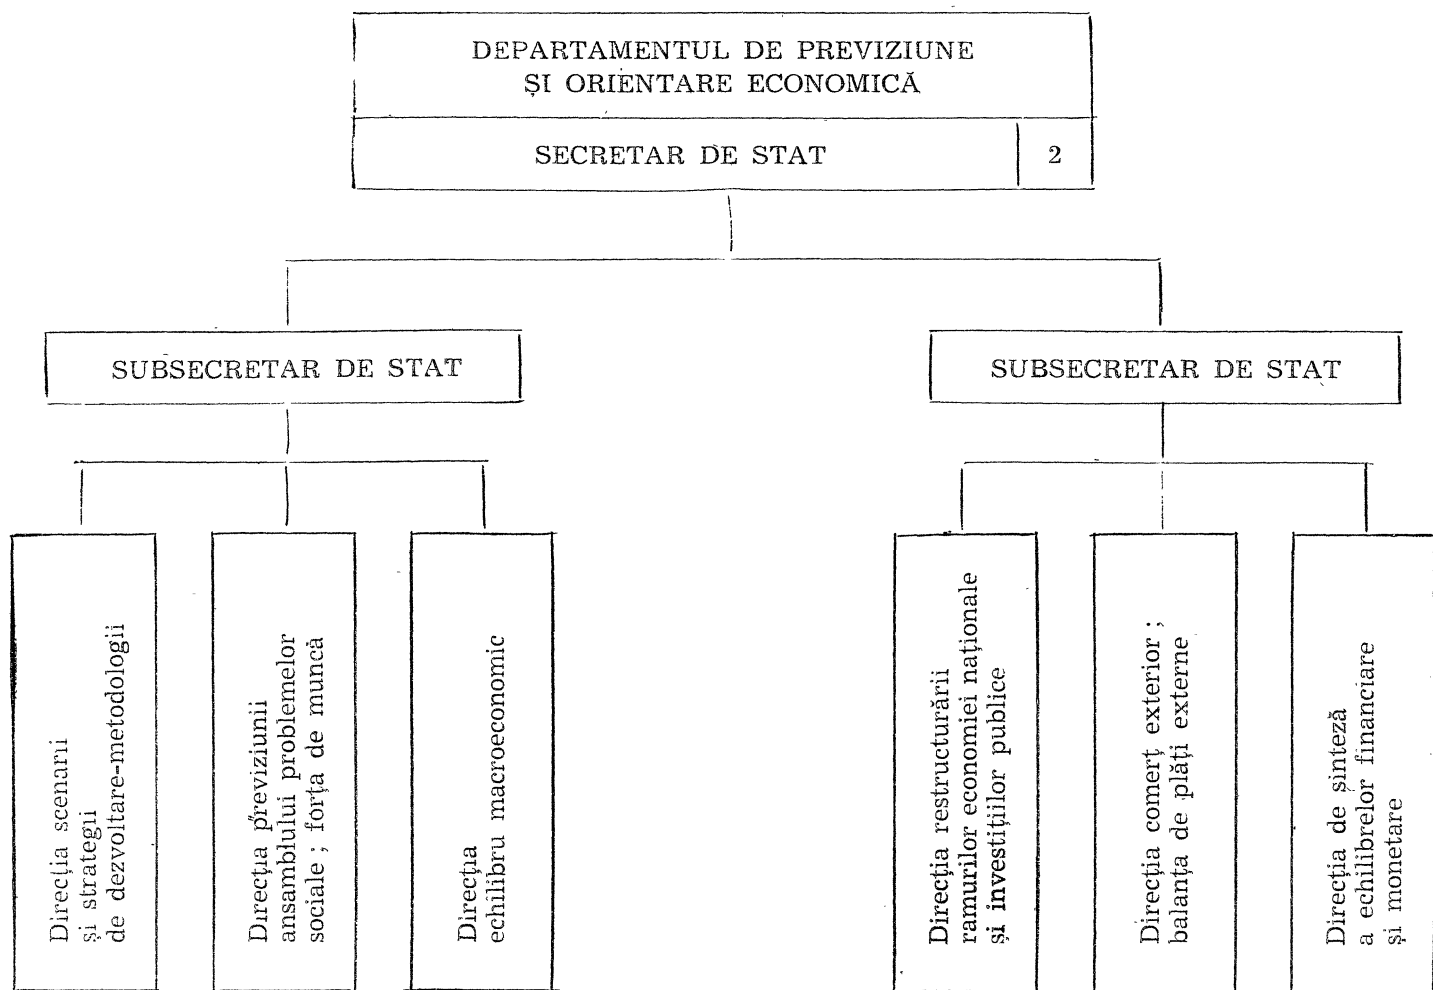 DEPARTAMENTUL DE PREVIZIUNE
ȘI ORIENTARE ECONOMICĂ
SECRETAR DE STAT 2
SUBSECRETAR DE STAT
SUBSECRETAR DE STAT
Direcția scenarii
și strategii
de dezvoltare-metodologii
Direcția previziunii
ansamblului problemelor
sociale ; forța de muncă
Direcția
echilibru macroeconomic
Direcția restructurării
ramurilor economiei naționale
și investițiilor publice
Direcția comerț exterior ;
balanța de plăți externe
Direcția de sinteză
a echilibrelor financiare
și monetare